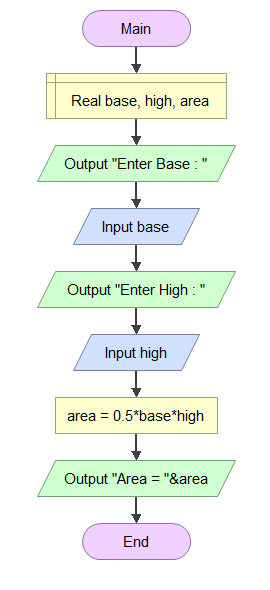 Main
Real base, high, area
Output "Enter Base : "
Input base
Output "Enter High : "
Input high
area = 0.5*base*high
Output "Area = "&area
End